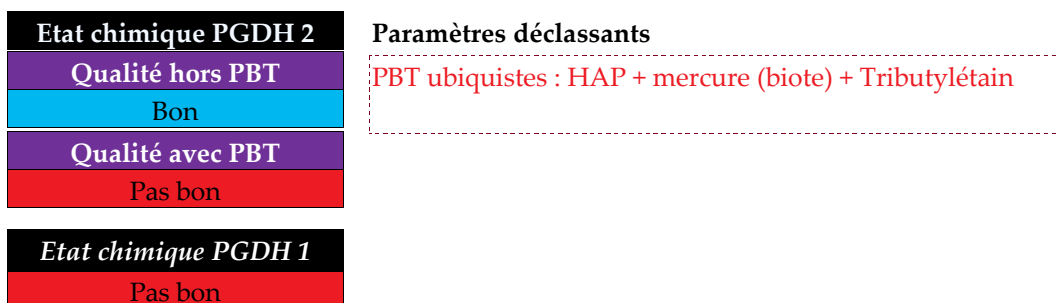 Etat chimique PGDH 2
Paramètres déclassants
Qualité hors PBT
PBT ubiquistes : HAP + mercure (biote) + Tributylétain
Bon
Qualité avec PBT
Pas bon
Etat chimique PGDH 1
Pas bon